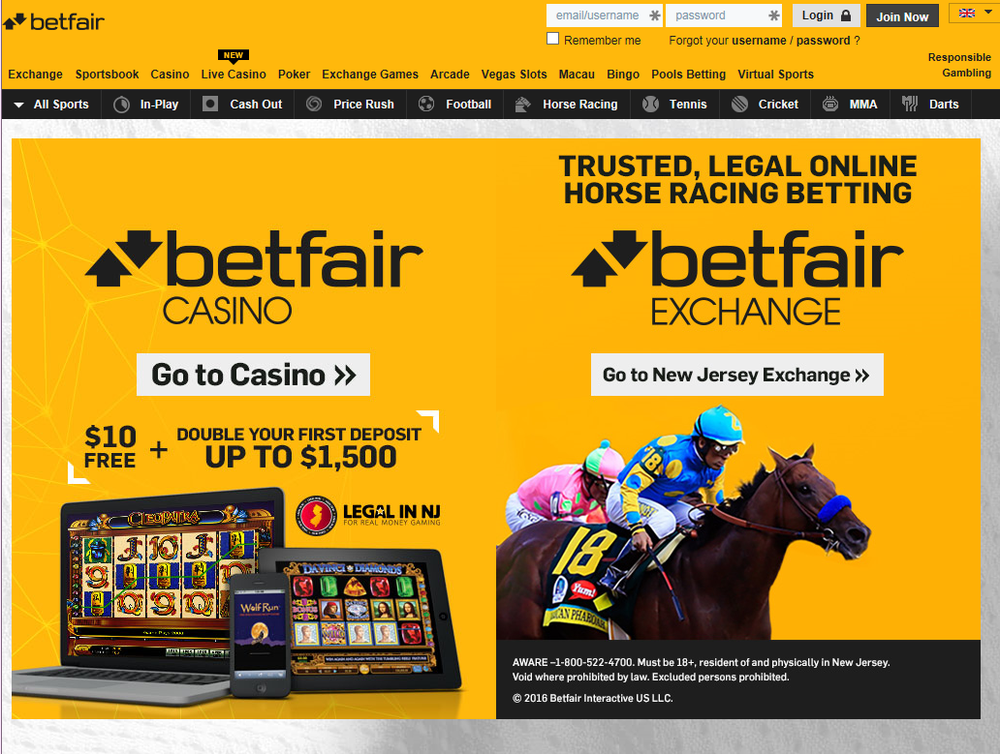 betfair
email/username
password
Login
Join Now
Remember me
Forgot your username / password ?
NEW
Responsible
Gambling
Exchange Sportsbook Casino Live Casino Poker Exchange Games Arcade Vegas Slots Macau Bingo Pools Betting Virtual Sports
All Sports In-Play Cash Out Price Rush Football Horse Racing Tennis Cricket MMA Darts
betfair
CASINO
Go to Casino »
$10
FREE
+
DOUBLE YOUR FIRST DEPOSIT
UP TO $1,500
LEGAL IN NJ
FOR REAL MONEY GAMING
CLEOPATRA
DAVINCI DIAMONDS
BONUS
Wolf Run
TRUSTED, LEGAL ONLINE
HORSE RACING BETTING
betfair
EXCHANGE
Go to New Jersey Exchange »
18
18
Yum!
AWARE –1-800-522-4700. Must be 18+, resident of and physically in New Jersey.
Void where prohibited by law. Excluded persons prohibited.
© 2016 Betfair Interactive US LLC.